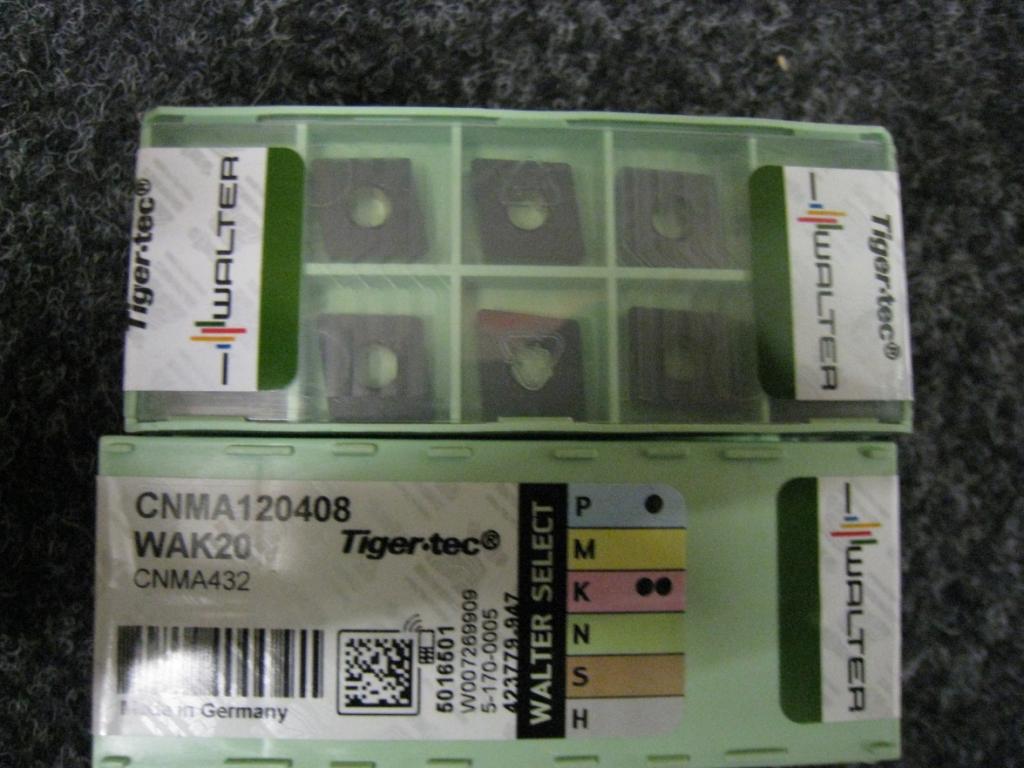 Tiger·tec®
WALTER
WALTER
Tiger·tec®
CNMA120408
WAK20
Tiger·tec®
CNMA432
Made in Germany
5016501
W007269909
5-170-0005
423779.947
WALTER SELECT
P
M
K
N
S
H
WALTER